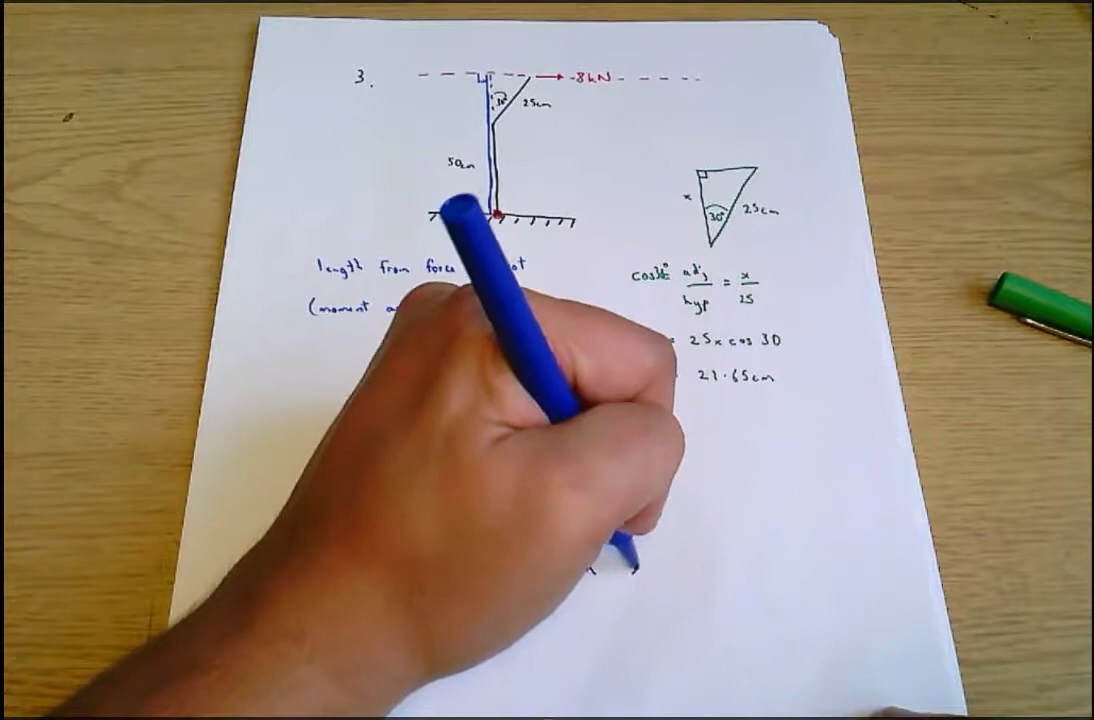 3.
8kN
30°
25cm
50cm
x
30°
25cm
length from force
(moment
cos30= adj = x
hyp 25
= 25 x cos 30
21.65cm